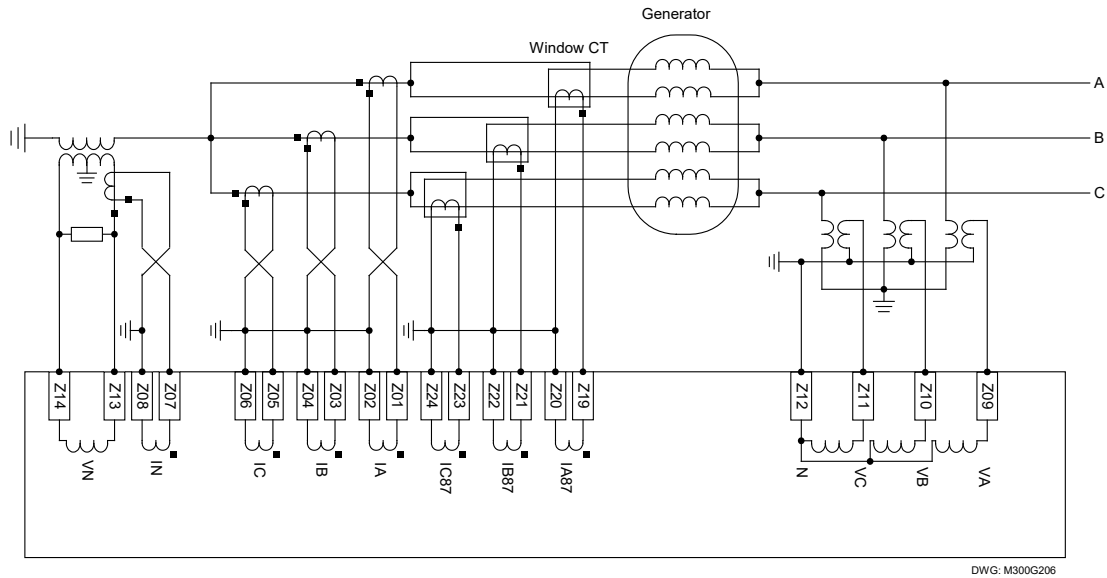 Generator
Window CT
A
B
C
Z14
Z13
Z08
Z07
Z06
Z05
Z04
Z03
Z02
Z01
Z24
Z23
Z22
Z21
Z20
Z19
Z12
Z11
Z10
Z09
VN
IN
IC
IB
IA
IC87
IB87
IA87
N
VC
VB
VA
DWG: M300G206